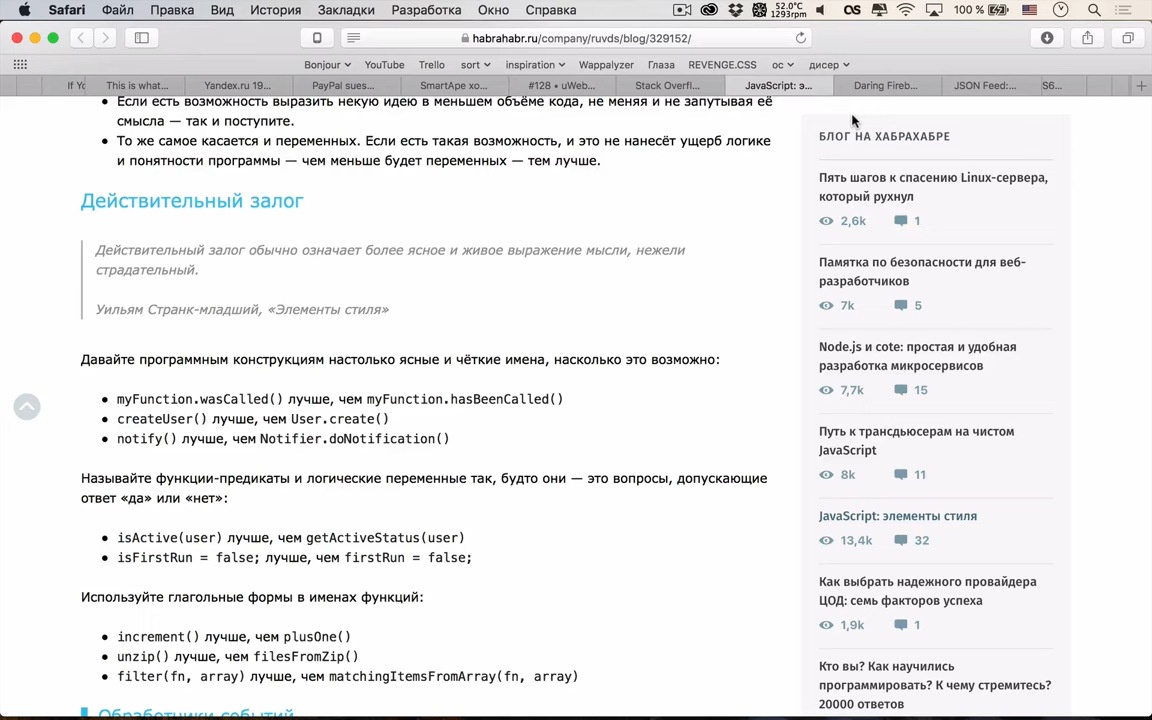 Safari Файл Правка Вид История Закладки Разработка Окно Справка 52.0°C 1293rpm 100 %
habrahabr.ru/company/ruvds/blog/329152/
Bonjour YouTube Trello sort inspiration Wappalyzer Глаза REVENGE.CSS ос дисер
If Yo This is what... Yandex.ru 19... PayPal sues... SmartApe хо... #128 • uWeb... Stack Overfl... JavaScript: э... Daring Fireb... JSON Feed:... S6...
Если есть возможность выразить некую идею в меньшем объёме кода, не меняя и не запутывая её
смысла — так и поступите.
То же самое касается и переменных. Если есть такая возможность, и это не нанесёт ущерб логике
и понятности программы — чем меньше будет переменных — тем лучше.
Действительный залог
Действительный залог обычно означает более ясное и живое выражение мысли, нежели
страдательный.
Уильям Странк-младший, «Элементы стиля»
Давайте программным конструкциям настолько ясные и чёткие имена, насколько это возможно:
myFunction.wasCalled() лучше, чем myFunction.hasBeenCalled()
createUser() лучше, чем User.create()
notify() лучше, чем Notifier.doNotification()
Называйте функции-предикаты и логические переменные так, будто они — это вопросы, допускающие
ответ «да» или «нет»:
isActive(user) лучше, чем getActiveStatus(user)
isFirstRun = false; лучше, чем firstRun = false;
Используйте глагольные формы в именах функций:
increment() лучше, чем plusOne()
unzip() лучше, чем filesFromZip()
filter(fn, array) лучше, чем matchingItemsFromArray(fn, array)
Обработчики событий
БЛОГ НА ХАБРАХАБРЕ
Пять шагов к спасению Linux-сервера,
который рухнул
2,6k 1
Памятка по безопасности для веб-
разработчиков
7k 5
Node.js и cote: простая и удобная
разработка микросервисов
7,7k 15
Путь к трансдьюсерам на чистом
JavaScript
8k 11
JavaScript: элементы стиля
13,4k 32
Как выбрать надежного провайдера
ЦОД: семь факторов успеха
1,9k 1
Кто вы? Как научились
программировать? К чему стремитесь?
20000 ответов